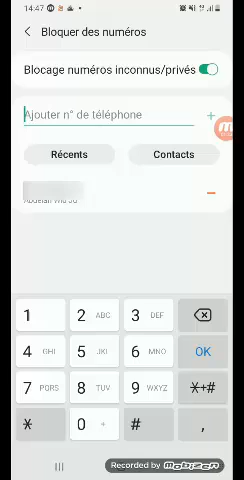 14:47
Bloquer des numéros
Blocage numéros inconnus/privés
Ajouter n° de téléphone
Récents
Contacts
1
2 ABC
3 DEF
4 GHI
5 JKL
6 MNO
OK
7 PQRS
8 TUV
9 WXYZ
*+#
*
0 +
#
,
Recorded by mobizen